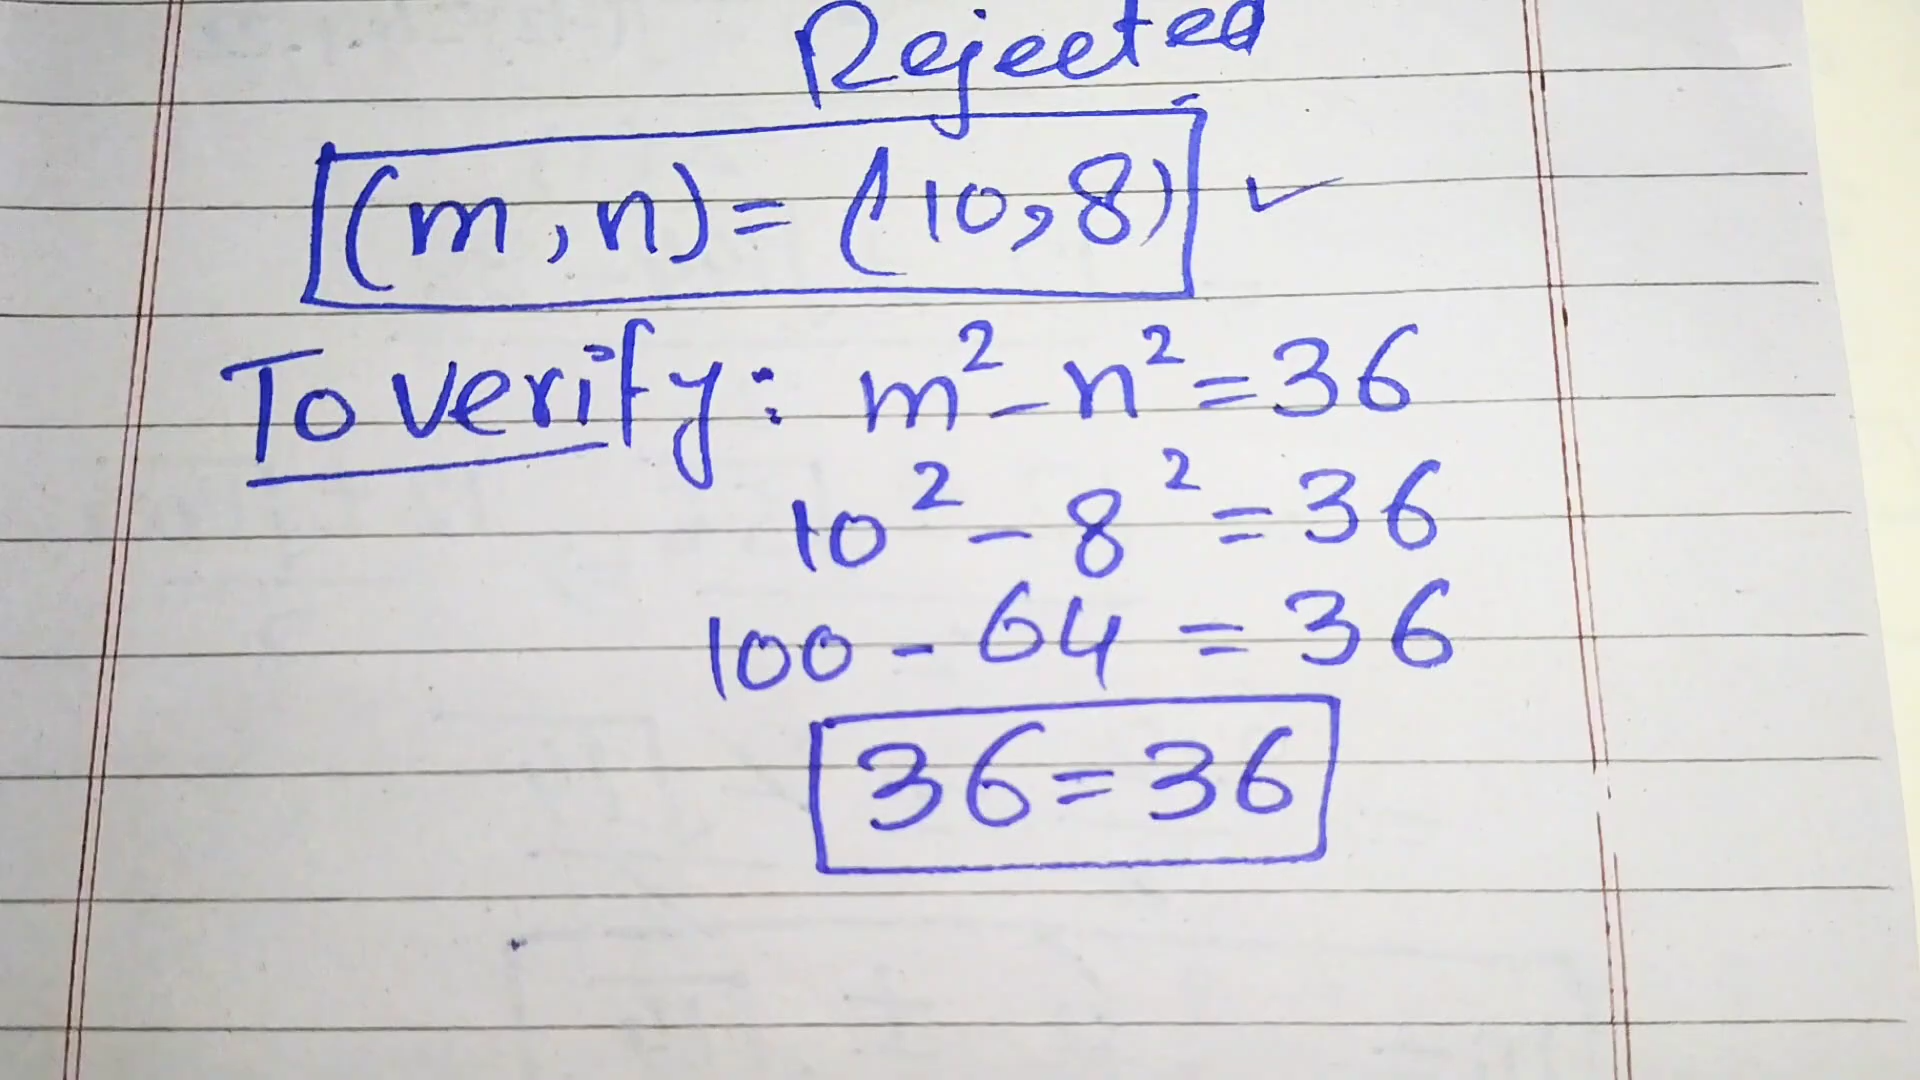 Rejected
(m,n)= (10,8) ✓
To verify: m²-n²=36
10²-8²=36
100-64=36
36=36